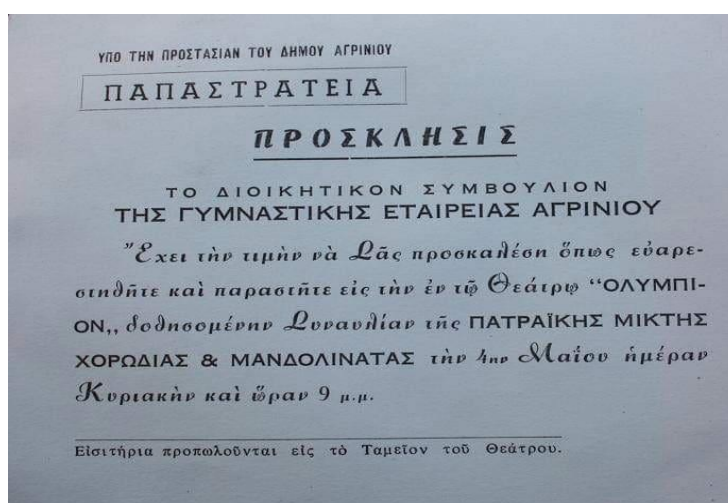 ΥΠΟ ΤΗΝ ΠΡΟΣΤΑΣΙΑΝ ΤΟΥ ΔΗΜΟΥ ΑΓΡΙΝΙΟΥ
ΠΑΠΑΣΤΡΑΤΕΙΑ
ΠΡΟΣΚΛΗΣΙΣ
ΤΟ ΔΙΟΙΚΗΤΙΚΟΝ ΣΥΜΒΟΥΛΙΟΝ
ΤΗΣ ΓΥΜΝΑΣΤΙΚΗΣ ΕΤΑΙΡΕΙΑΣ ΑΓΡΙΝΙΟΥ
Ἔχει τὴν τιμὴν νὰ Σᾶς προσκαλέσῃ ὅπως εὐαρε-
στηθῆτε καὶ παραστῆτε εἰς τὴν ἐν τῷ Θεάτρῳ “ΟΛΥΜΠΙ-
ΟΝ,, δοθησομένην Συναυλίαν τῆς ΠΑΤΡΑΪΚΗΣ ΜΙΚΤΗΣ
ΧΟΡΩΔΙΑΣ & ΜΑΝΔΟΛΙΝΑΤΑΣ τὴν 4ην Μαΐου ἡμέραν
Κυριακὴν καὶ ὥραν 9 μ.μ.
Εἰσιτήρια προπωλοῦνται εἰς τὸ Ταμεῖον τοῦ Θεάτρου.